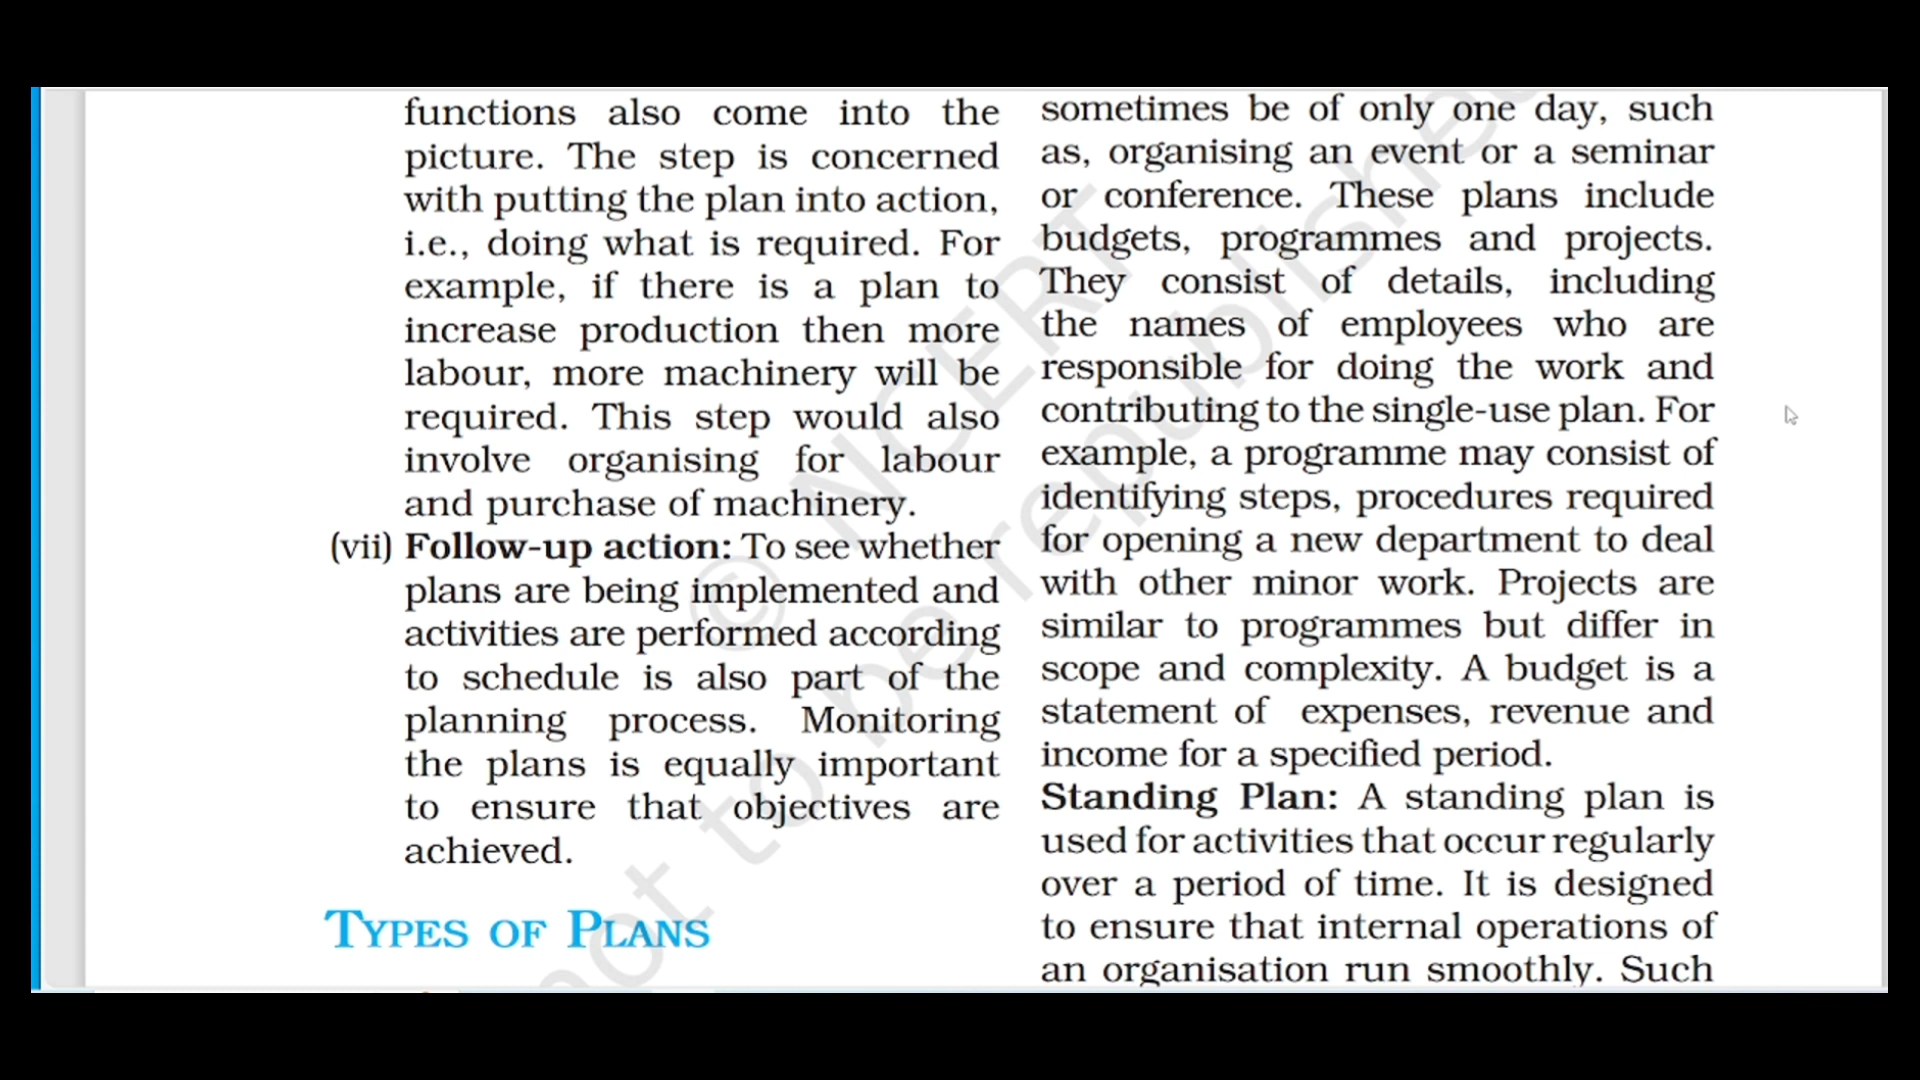 functions also come into the
picture. The step is concerned
with putting the plan into action,
i.e., doing what is required. For
example, if there is a plan to
increase production then more
labour, more machinery will be
required. This step would also
involve organising for labour
and purchase of machinery.
(vii) Follow-up action: To see whether
plans are being implemented and
activities are performed according
to schedule is also part of the
planning process. Monitoring
the plans is equally important
to ensure that objectives are
achieved.
TYPES OF PLANS
sometimes be of only one day, such
as, organising an event or a seminar
or conference. These plans include
budgets, programmes and projects.
They consist of details, including
the names of employees who are
responsible for doing the work and
contributing to the single-use plan. For
example, a programme may consist of
identifying steps, procedures required
for opening a new department to deal
with other minor work. Projects are
similar to programmes but differ in
scope and complexity. A budget is a
statement of expenses, revenue and
income for a specified period.
Standing Plan: A standing plan is
used for activities that occur regularly
over a period of time. It is designed
to ensure that internal operations of
an organisation run smoothly. Such
© NCERT
not to be republished